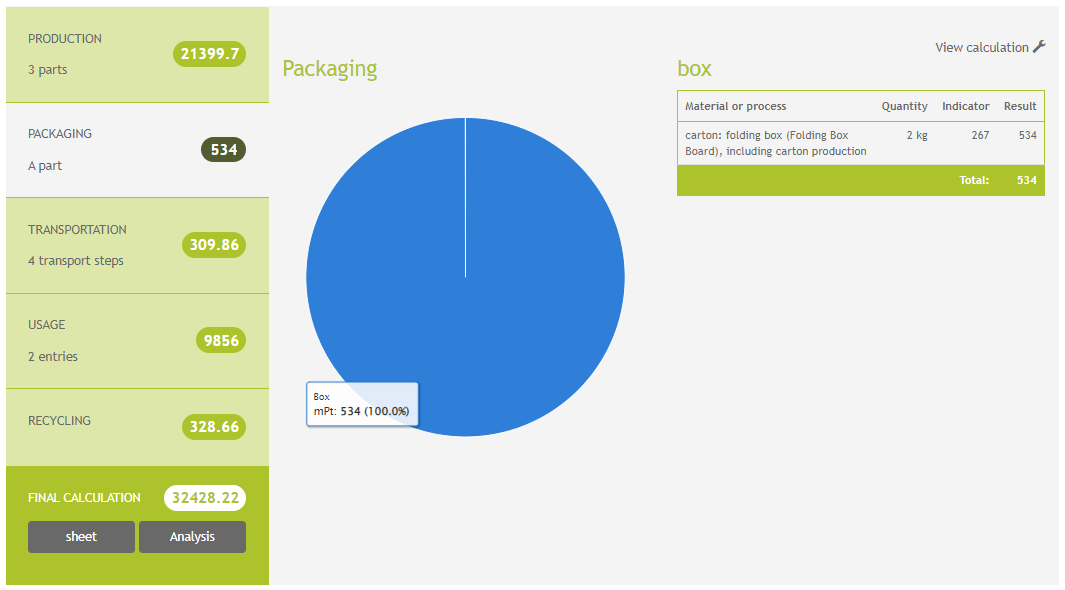 PRODUCTION
21399.7
3 parts
PACKAGING
534
A part
TRANSPORTATION
309.86
4 transport steps
USAGE
9856
2 entries
RECYCLING
328.66
FINAL CALCULATION
32428.22
sheet Analysis
Packaging
Box
mPt: 534 (100.0%)
View calculation
box
Material or process Quantity Indicator Result
carton: folding box (Folding Box 2 kg 267 534
Board), including carton production
Total: 534